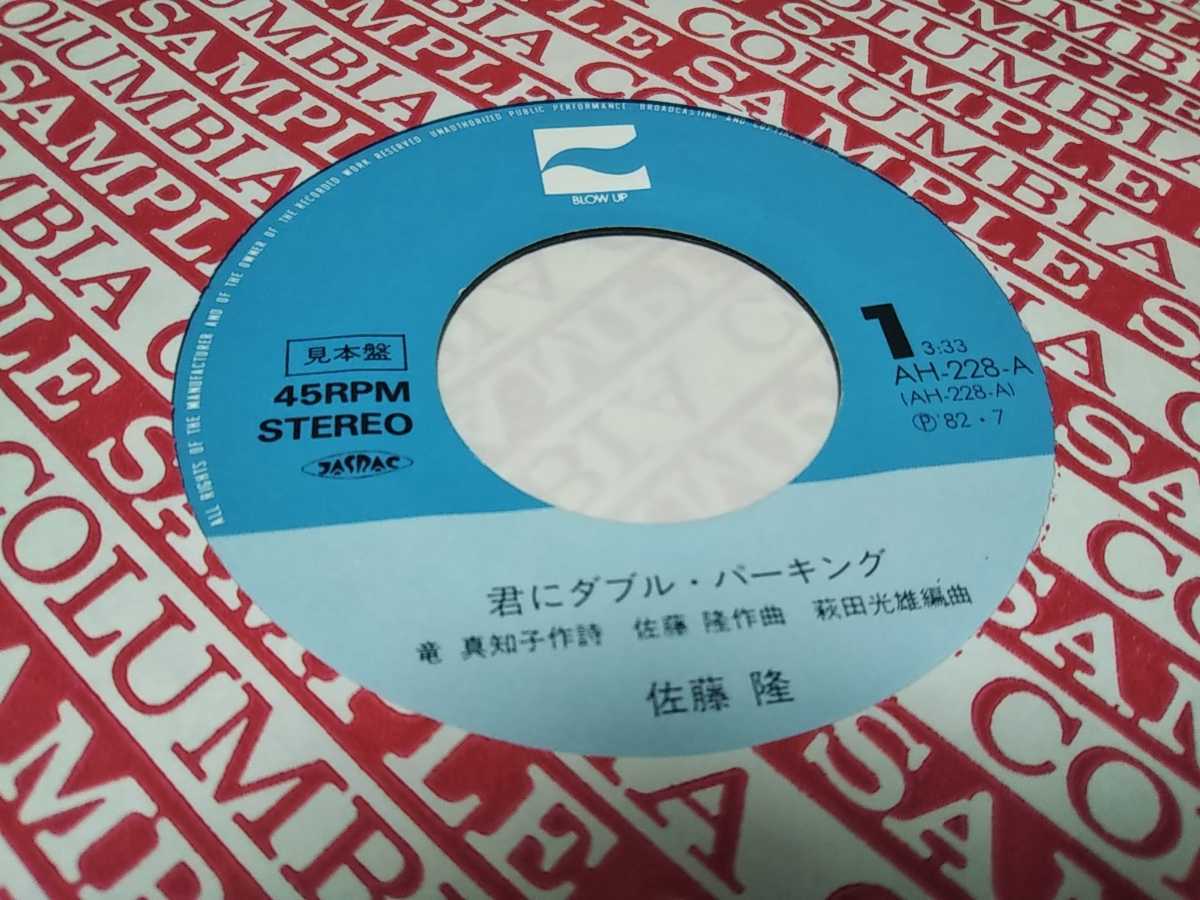 ALL RIGHTS OF THE MANUFACTURER AND OF THE OWNER OF THE RECORDED WORK RESERVED UNAUTHORIZED PUBLIC PERFORMANCE BROADCASTING AND
BLOW UP
見本盤
45RPM
STEREO
JASRAC
1
3:33
AH-228-A
(AH-228-A)
Ⓟ'82・7
君にダブル・パーキング
竜 真知子作詩 佐藤 隆作曲 萩田光雄編曲
佐藤 隆
COLUMBIA SAMPLE COLUMBIA SAMPLE